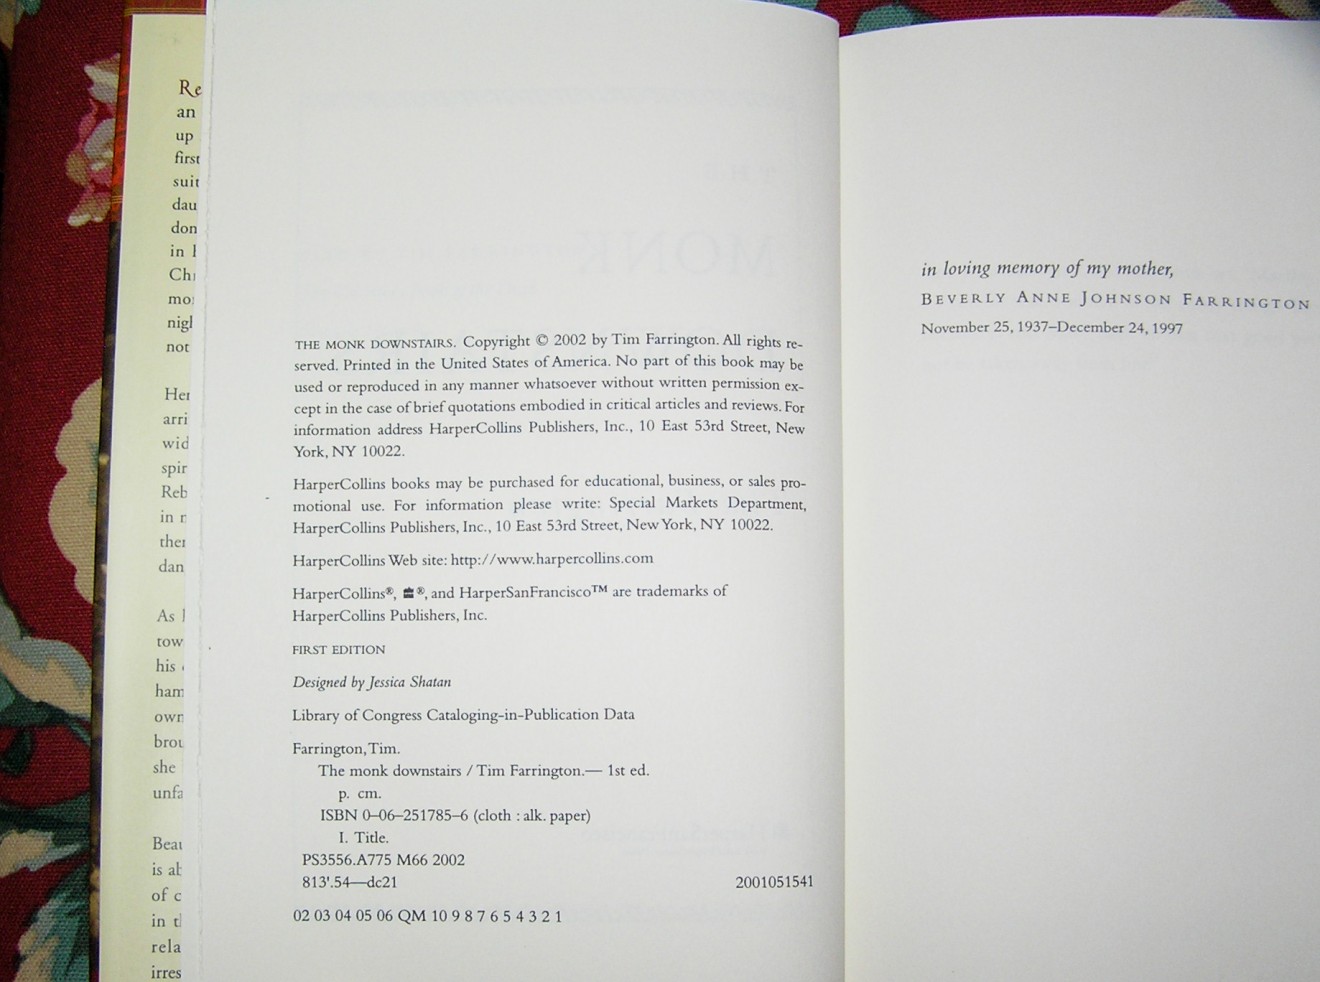 Re
an
up
first
suit
dau
don
in
Chr
mo
nigl
not
Her
arri
wid
spir
Reb
in
ther
dan
As
tow
his
ham
own
brou
she
unfa
Beau
is ab
of c
in
rela
irres
THE MONK DOWNSTAIRS. Copyright © 2002 by Tim Farrington. All rights re-
served. Printed in the United States of America. No part of this book may be
used or reproduced in any manner whatsoever without written permission ex-
cept in the case of brief quotations embodied in critical articles and reviews. For
information address HarperCollins Publishers, Inc., 10 East 53rd Street, New
York, NY 10022.
HarperCollins books may be purchased for educational, business, or sales pro-
motional use. For information please write: Special Markets Department,
HarperCollins Publishers, Inc., 10 East 53rd Street, New York, NY 10022.
HarperCollins Web site: http://www.harpercollins.com
HarperCollins®, ®, and HarperSanFrancisco™ are trademarks of
HarperCollins Publishers, Inc.
FIRST EDITION
Designed by Jessica Shatan
Library of Congress Cataloging-in-Publication Data
Farrington, Tim.
The monk downstairs / Tim Farrington.— 1st ed.
p. cm.
ISBN 0–06–251785–6 (cloth : alk. paper)
I. Title.
PS3556.A775 M66 2002
813'.54—dc21 2001051541
02 03 04 05 06 QM 10 9 8 7 6 5 4 3 2 1
in loving memory of my mother,
BEVERLY ANNE JOHNSON FARRINGTON
November 25, 1937–December 24, 1997